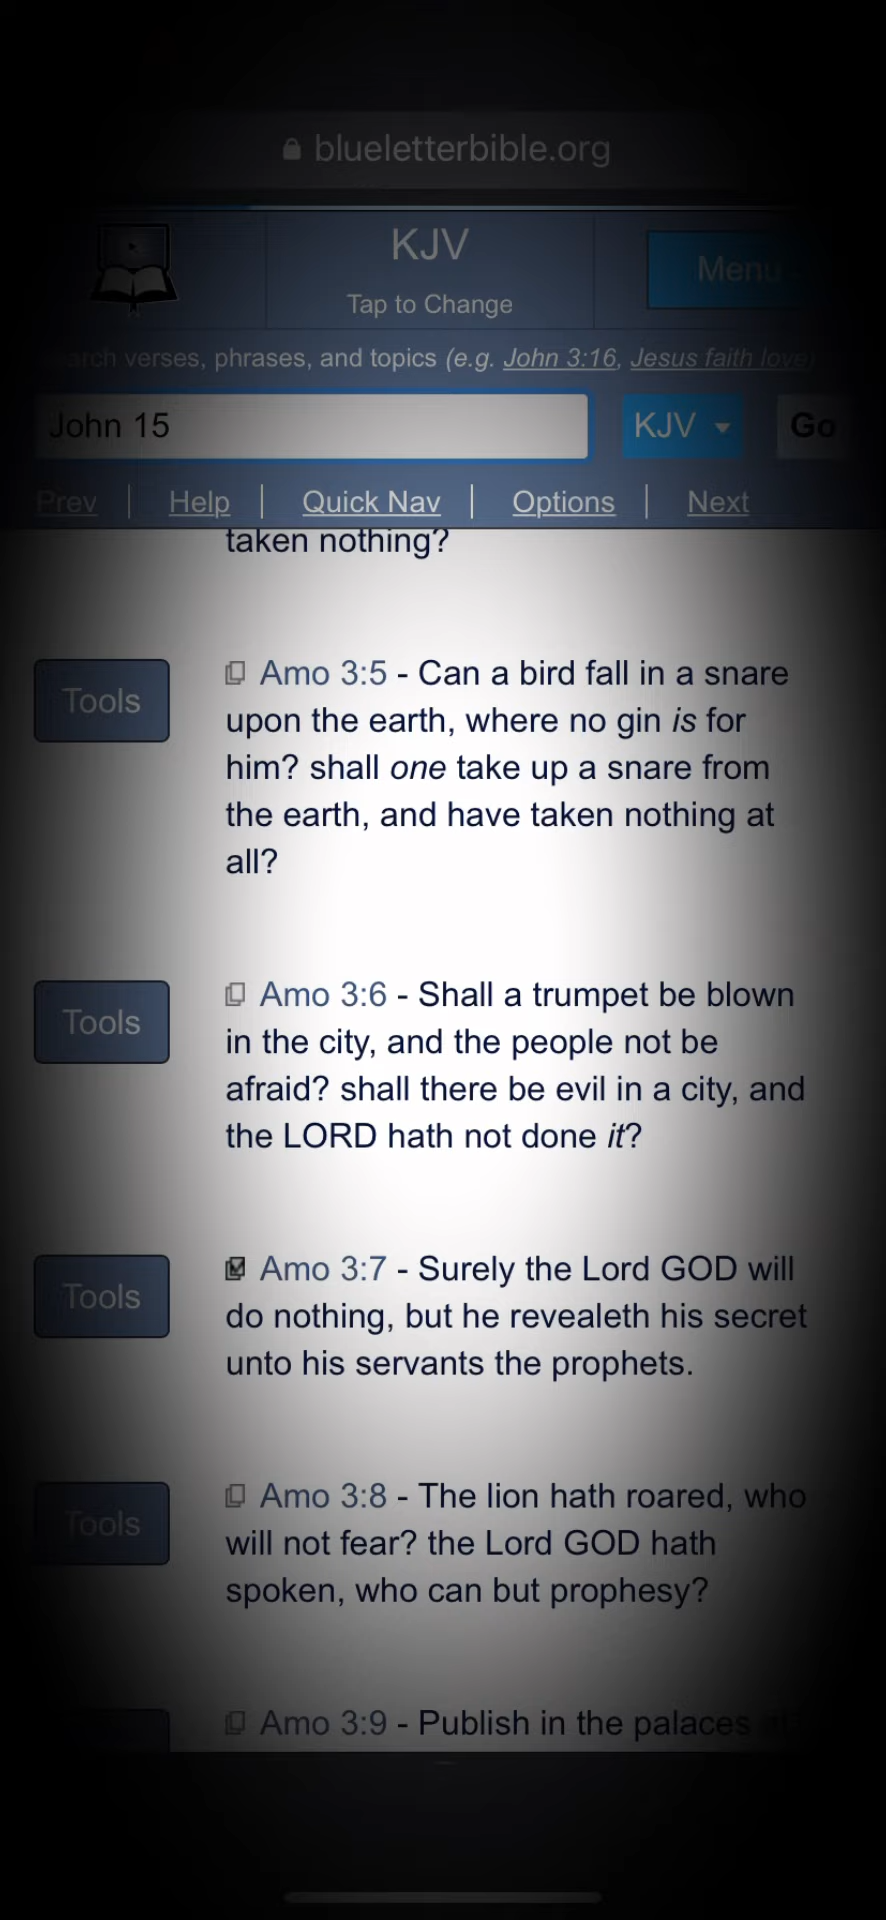 blueletterbible.org
KJV
Tap to Change
Menu
verses, phrases, and topics (e.g. John 3:16, Jesus faith love)
John 15
KJV
Go
Prev | Help | Quick Nav | Options | Next
taken nothing?
Tools
Amo 3:5 - Can a bird fall in a snare
upon the earth, where no gin is for
him? shall one take up a snare from
the earth, and have taken nothing at
all?
Tools
Amo 3:6 - Shall a trumpet be blown
in the city, and the people not be
afraid? shall there be evil in a city, and
the LORD hath not done it?
Tools
Amo 3:7 - Surely the Lord GOD will
do nothing, but he revealeth his secret
unto his servants the prophets.
Tools
Amo 3:8 - The lion hath roared, who
will not fear? the Lord GOD hath
spoken, who can but prophesy?
Amo 3:9 - Publish in the palaces